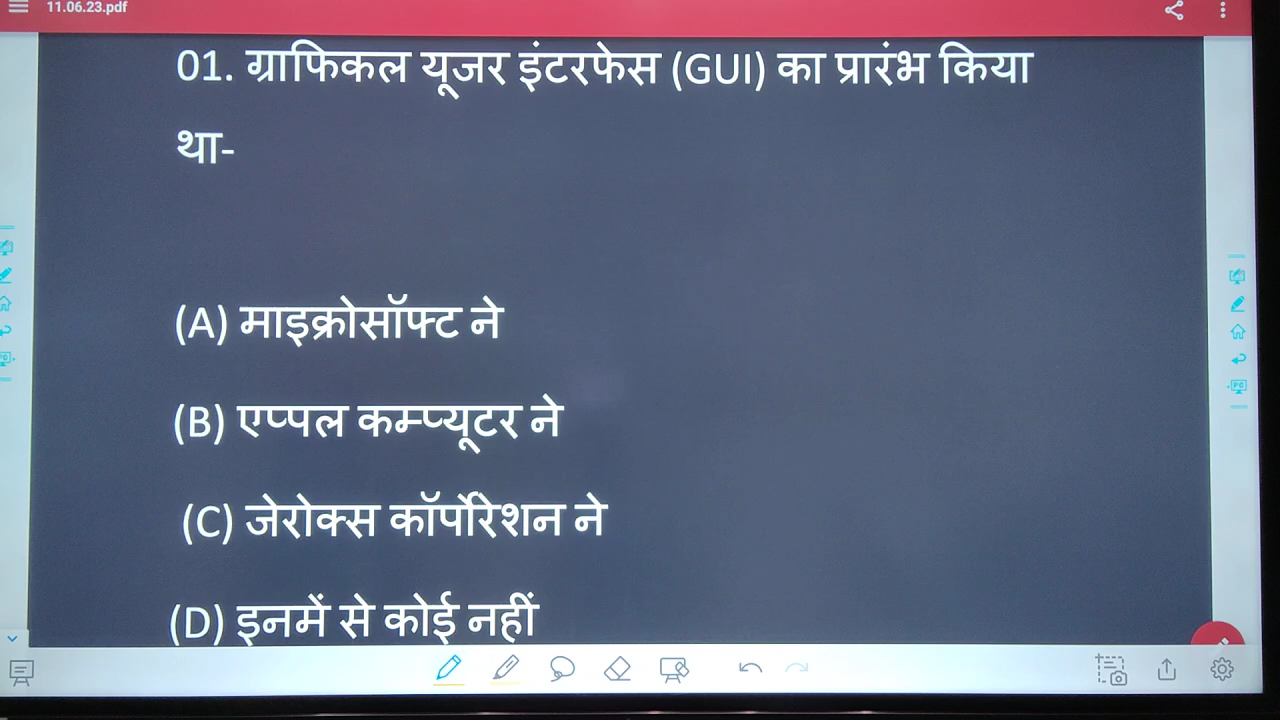 11.06.23.pdf
01. ग्राफिकल यूजर इंटरफेस (GUI) का प्रारंभ किया
था-
(A) माइक्रोसॉफ्ट ने
(B) एप्पल कम्प्यूटर ने
(C) जेरोक्स कॉर्पोरेशन ने
(D) इनमें से कोई नहीं